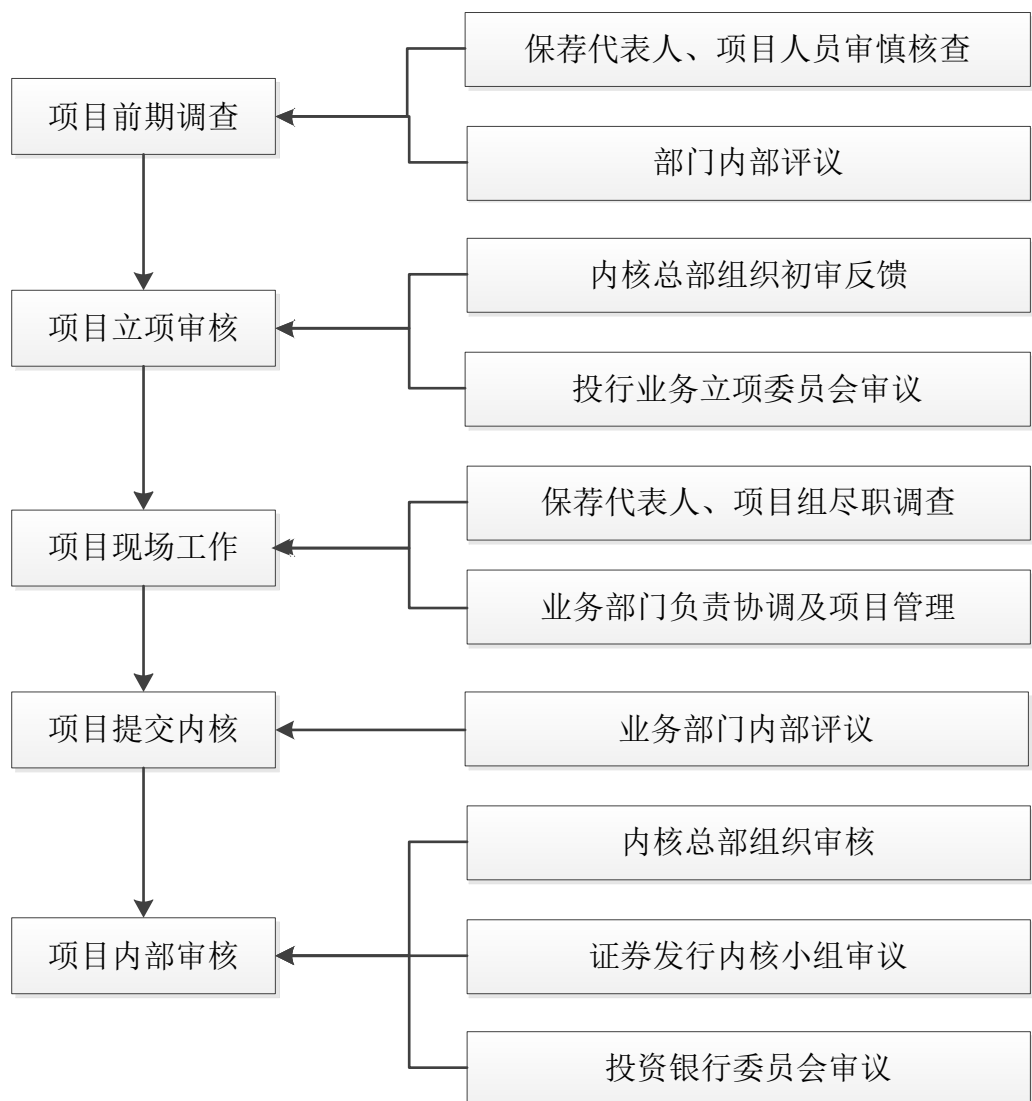 保荐代表人、项目人员审慎核查
项目前期调查
部门内部评议
内核总部组织初审反馈
项目立项审核
投行业务立项委员会审议
保荐代表人、项目组尽职调查
项目现场工作
业务部门负责协调及项目管理
项目提交内核
业务部门内部评议
内核总部组织审核
项目内部审核
证券发行内核小组审议
投资银行委员会审议